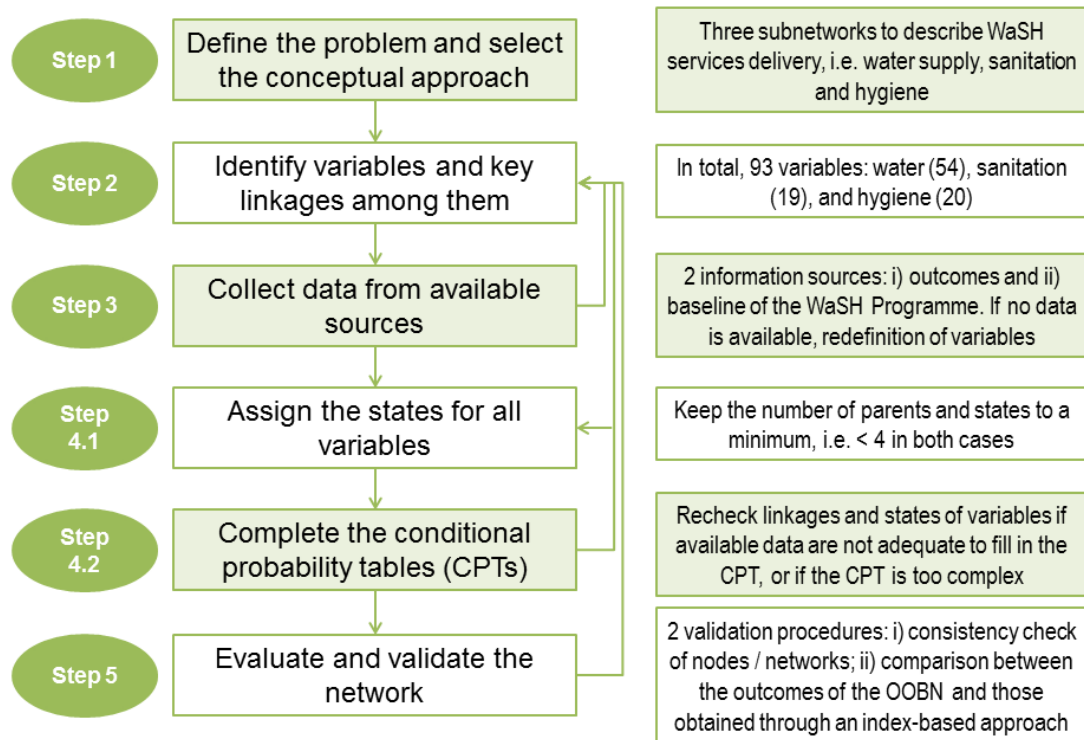 Step 1
Define the problem and select
the conceptual approach
Three subnetworks to describe WaSH
services delivery, i.e. water supply, sanitation
and hygiene
Step 2
Identify variables and key
linkages among them
In total, 93 variables: water (54), sanitation
(19), and hygiene (20)
Step 3
Collect data from available
sources
2 information sources: i) outcomes and ii)
baseline of the WaSH Programme. If no data
is available, redefinition of variables
Step
4.1
Assign the states for all
variables
Keep the number of parents and states to a
minimum, i.e. < 4 in both cases
Step
4.2
Complete the conditional
probability tables (CPTs)
Recheck linkages and states of variables if
available data are not adequate to fill in the
CPT, or if the CPT is too complex
Step 5
Evaluate and validate the
network
2 validation procedures: i) consistency check
of nodes / networks; ii) comparison between
the outcomes of the OOBN and those
obtained through an index-based approach